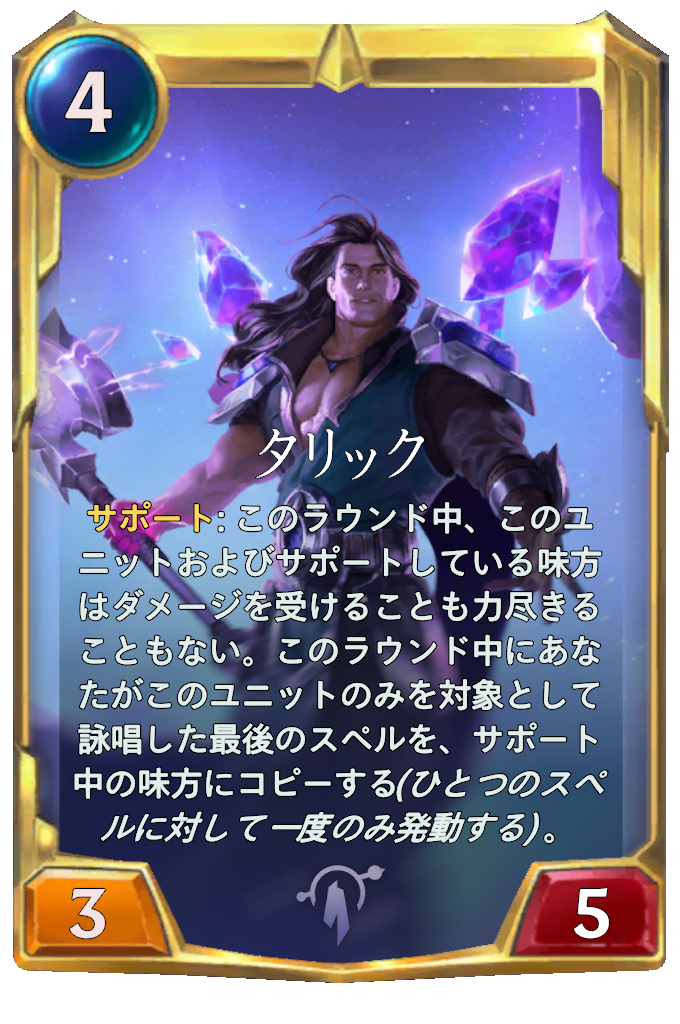 4
タリック
サポート: このラウンド中、このユ
ニットおよびサポートしている味方
はダメージを受けることも力尽きる
こともない。このラウンド中にあな
たがこのユニットのみを対象として
詠唱した最後のスペルを、サポート
中の味方にコピーする(ひとつのスペ
ルに対して一度のみ発動する)。
3
5